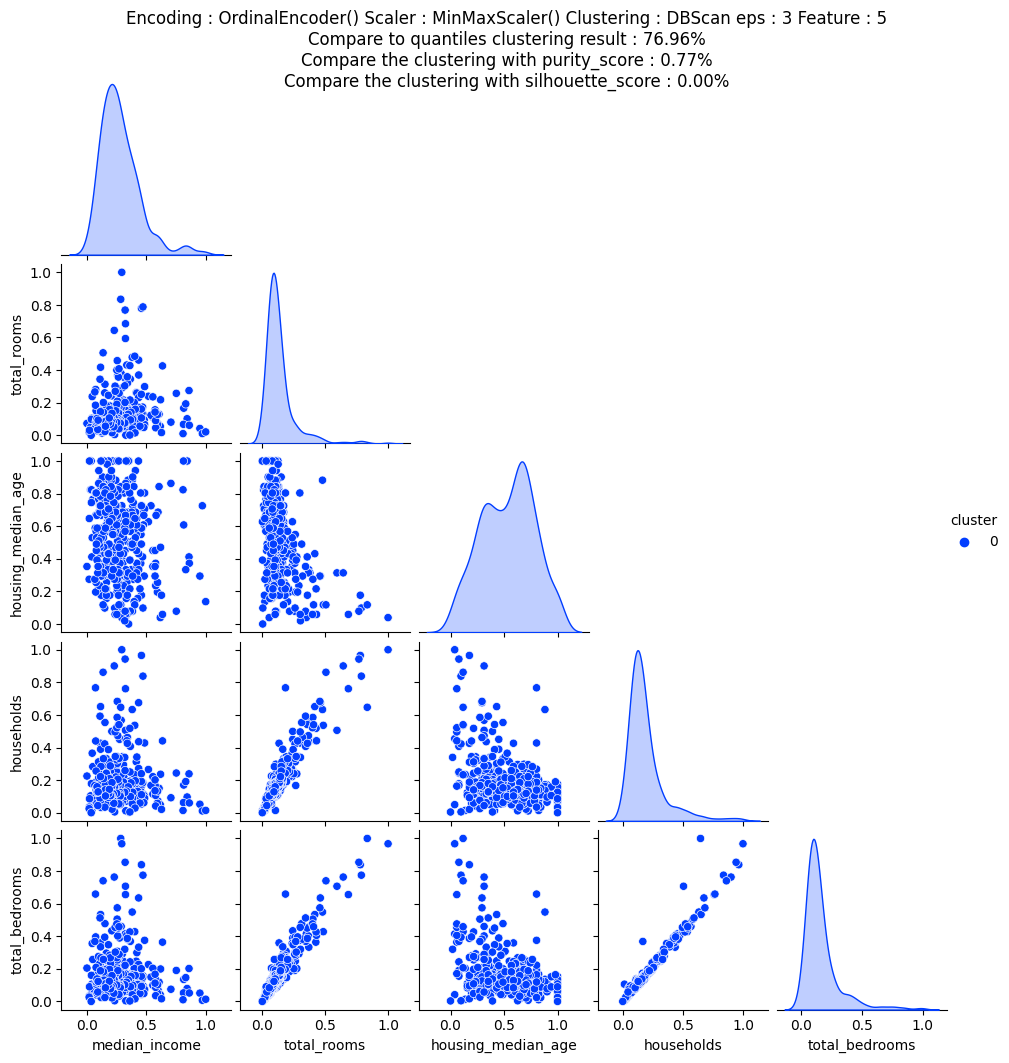 Encoding : OrdinalEncoder() Scaler : MinMaxScaler() Clustering : DBScan eps : 3 Feature : 5
Compare to quantiles clustering result : 76.96%
Compare the clustering with purity_score : 0.77%
Compare the clustering with silhouette_score : 0.00%
1.0
0.8
0.6
0.4
0.2
0.0
total_rooms
1.0
0.8
0.6
0.4
0.2
0.0
housing_median_age
cluster
0
1.0
0.8
0.6
0.4
0.2
0.0
households
1.0
0.8
0.6
0.4
0.2
0.0
total_bedrooms
0.0 0.5 1.0 0.0 0.5 1.0 0.0 0.5 1.0 0.0 0.5 1.0 0.0 0.5 1.0
median_income total_rooms housing_median_age households total_bedrooms